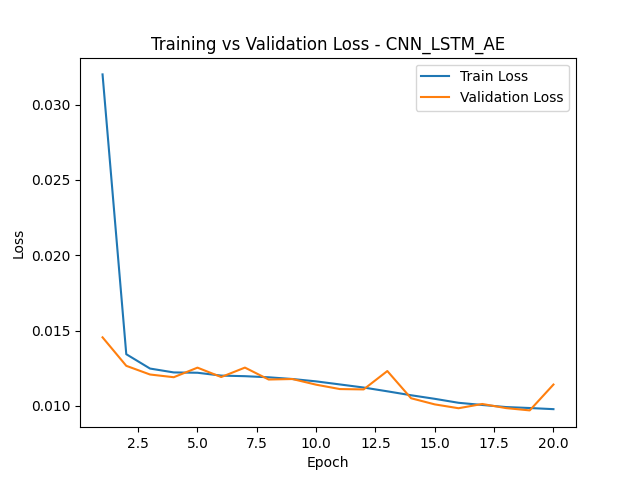 Training vs Validation Loss - CNN_LSTM_AE
Train Loss
Validation Loss
Loss
0.030
0.025
0.020
0.015
0.010
2.5 5.0 7.5 10.0 12.5 15.0 17.5 20.0
Epoch